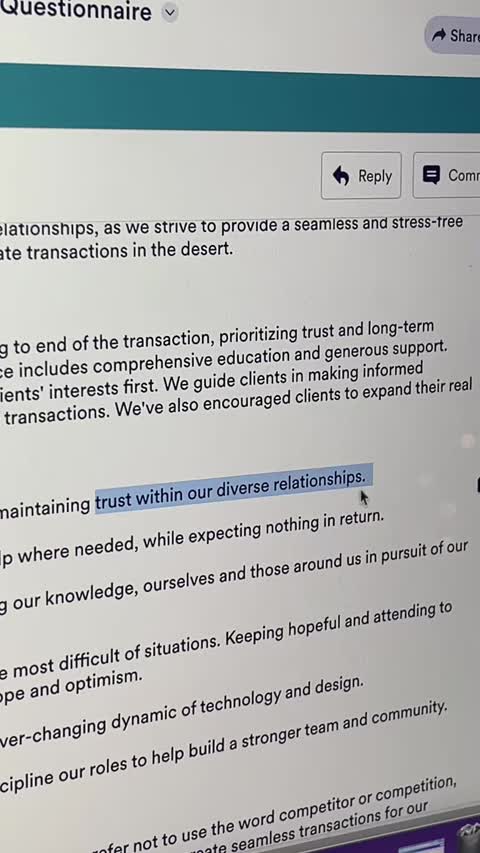 Questionnaire
Share
Reply
elationships, as we strive to provide a seamless and stress-free
ate transactions in the desert.
g to end of the transaction, prioritizing trust and long-term
ce includes comprehensive education and generous support.
ients' interests first. We guide clients in making informed
transactions. We've also encouraged clients to expand their real
maintaining trust within our diverse relationships.
lp where needed, while expecting nothing in return.
g our knowledge, ourselves and those around us in pursuit of our
e most difficult of situations. Keeping hopeful and attending to
ope and optimism.
ver-changing dynamic of technology and design.
cipline our roles to help build a stronger team and community.
efer not to use the word competitor or competition,
eate seamless transactions for our